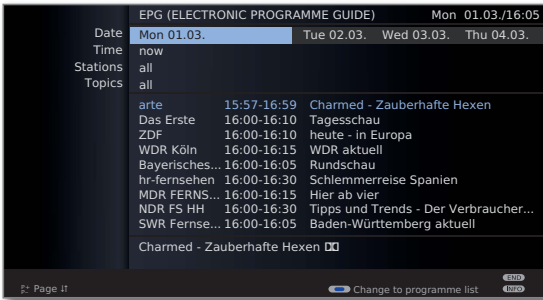 EPG (ELECTRONIC PROGRAMME GUIDE) Mon 01.03./16:05
Date Mon 01.03. Tue 02.03. Wed 03.03. Thu 04.03.
Time now
Stations all
Topics all
arte 15:57-16:59 Charmed - Zauberhafte Hexen
Das Erste 16:00-16:10 Tagesschau
ZDF 16:00-16:10 heute - in Europa
WDR Köln 16:00-16:15 WDR aktuell
Bayerisches... 16:00-16:05 Rundschau
hr-fernsehen 16:00-16:30 Schlemmerreise Spanien
MDR FERNS... 16:00-16:15 Hier ab vier
NDR FS HH 16:00-16:30 Tipps und Trends - Der Verbraucher...
SWR Fernse... 16:00-16:05 Baden-Württemberg aktuell
Charmed - Zauberhafte Hexen
END
P+ P- Page ↓↑ Change to programme list INFO